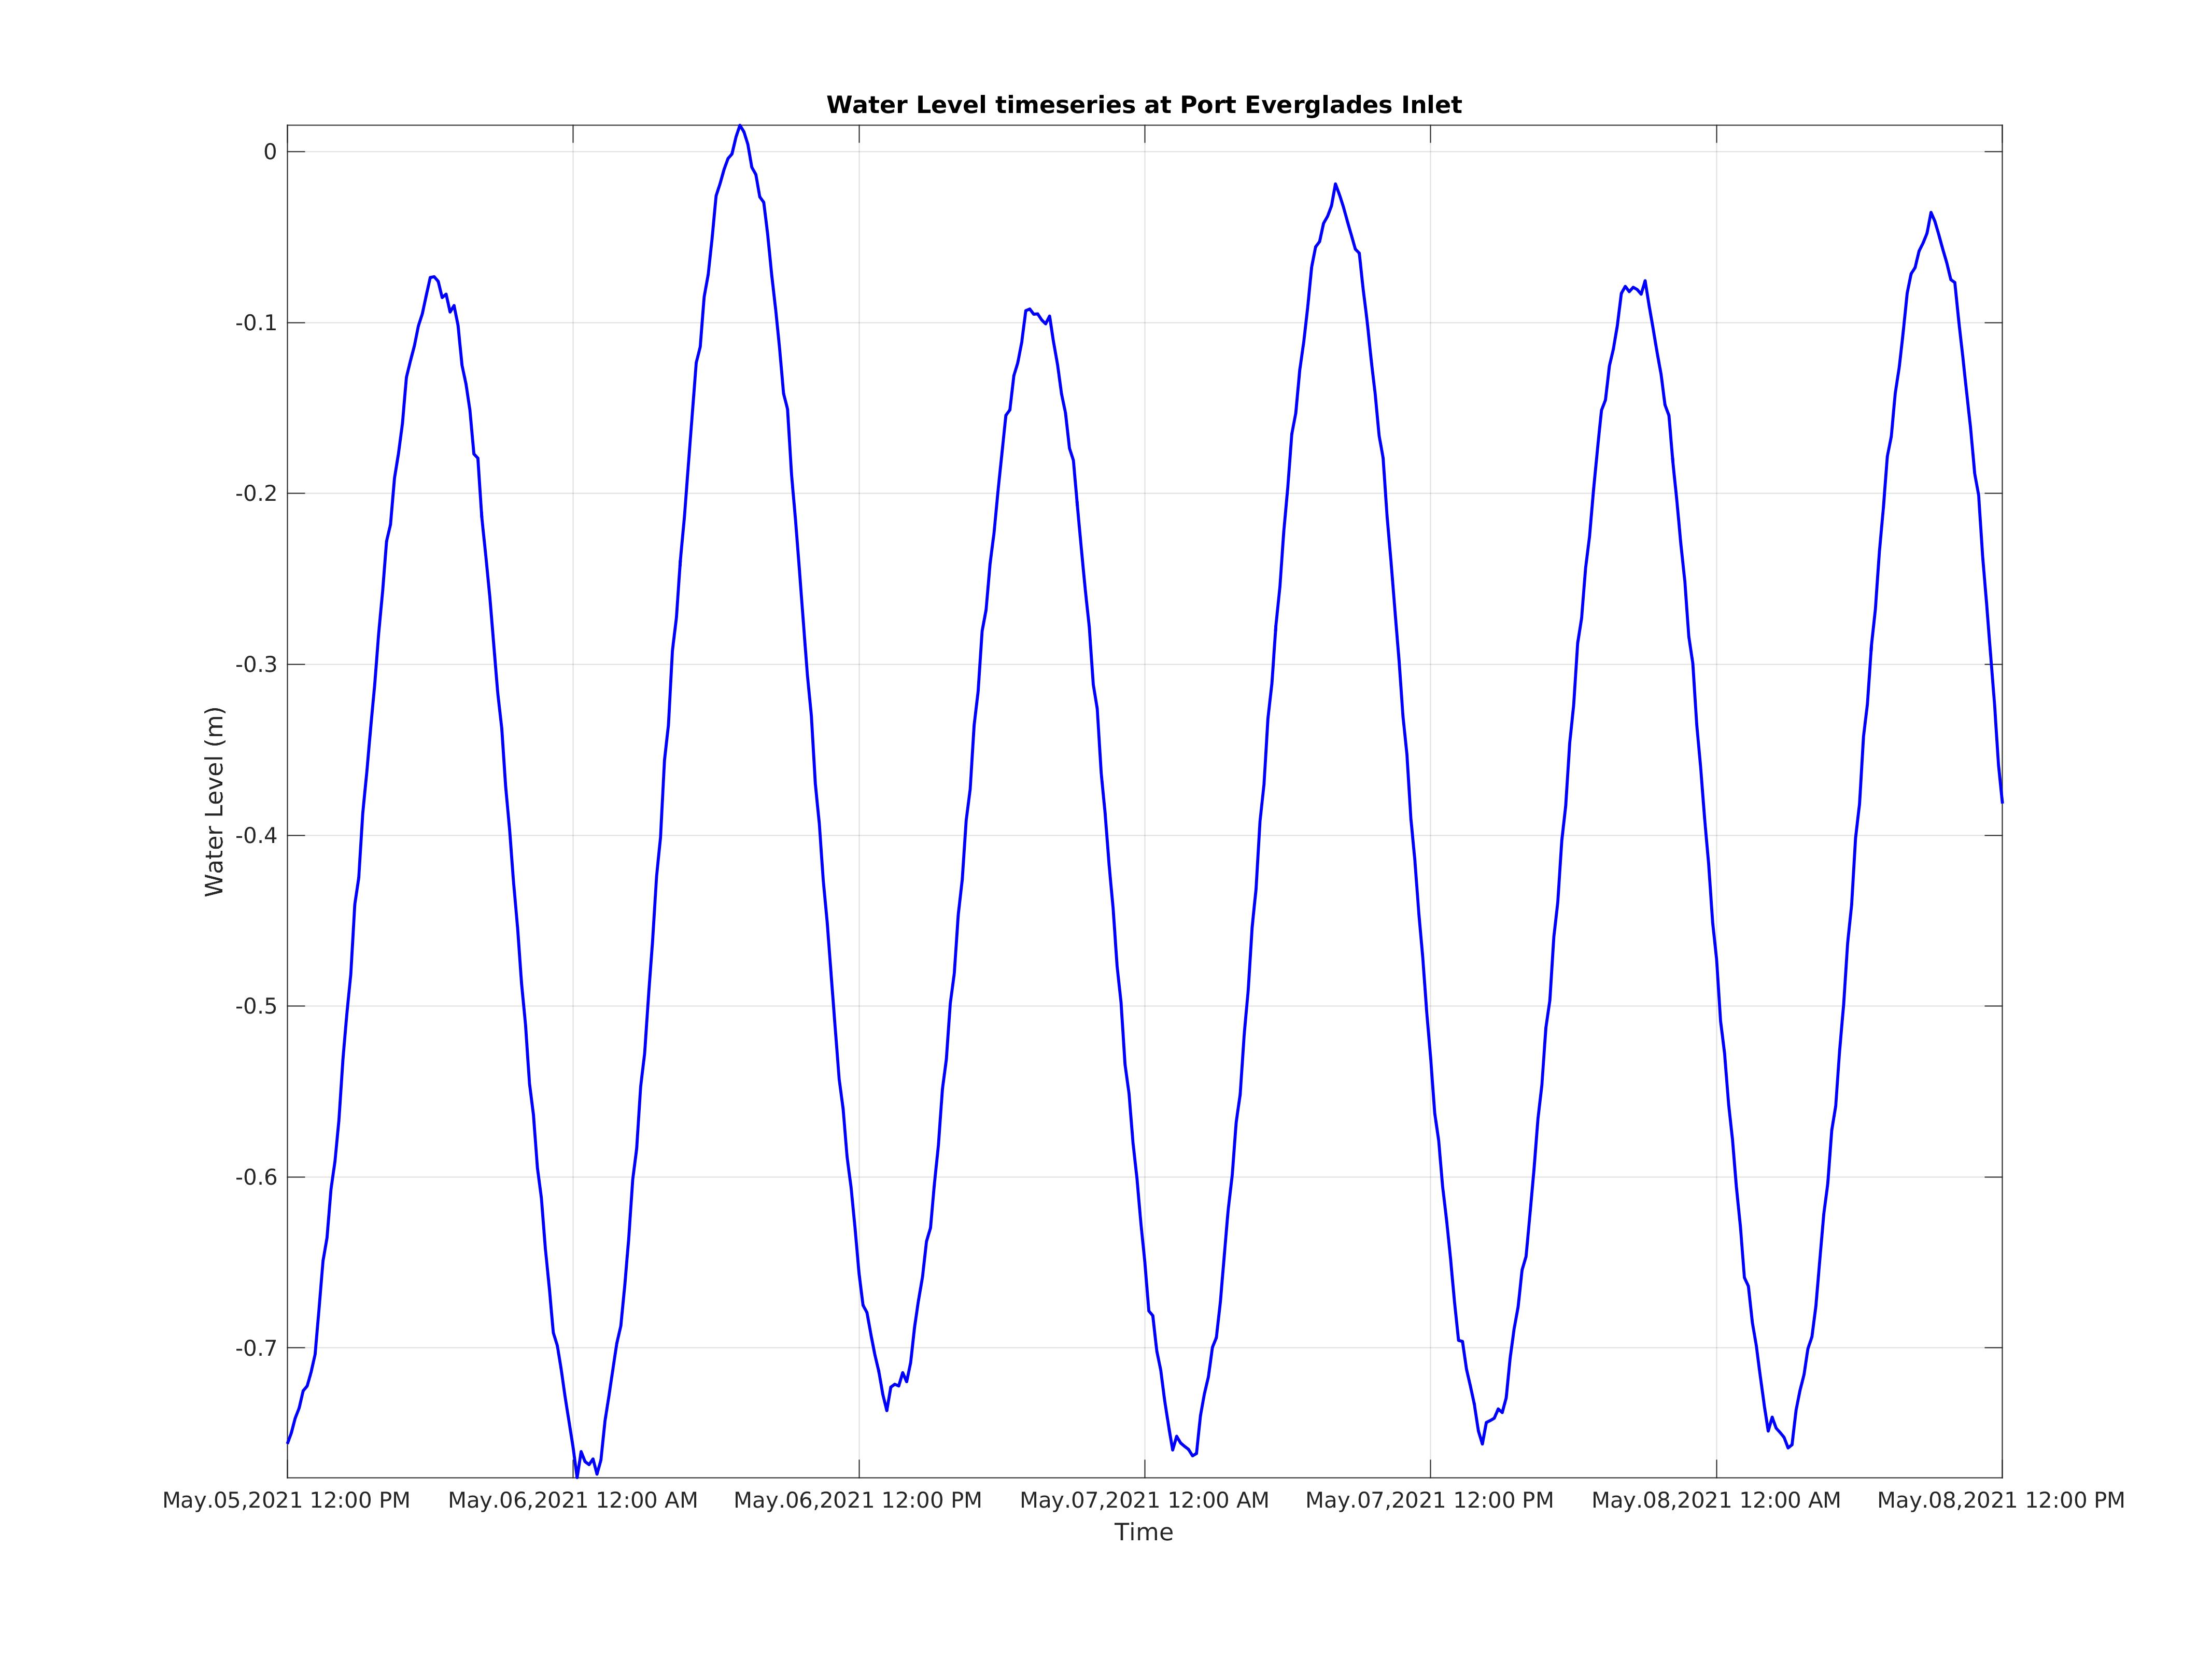 Water Level timeseries at Port Everglades Inlet
0
-0.1
-0.2
-0.3
-0.4
-0.5
-0.6
-0.7
Water Level (m)
May.05,2021 12:00 PM May.06,2021 12:00 AM May.06,2021 12:00 PM May.07,2021 12:00 AM May.07,2021 12:00 PM May.08,2021 12:00 AM May.08,2021 12:00 PM
Time